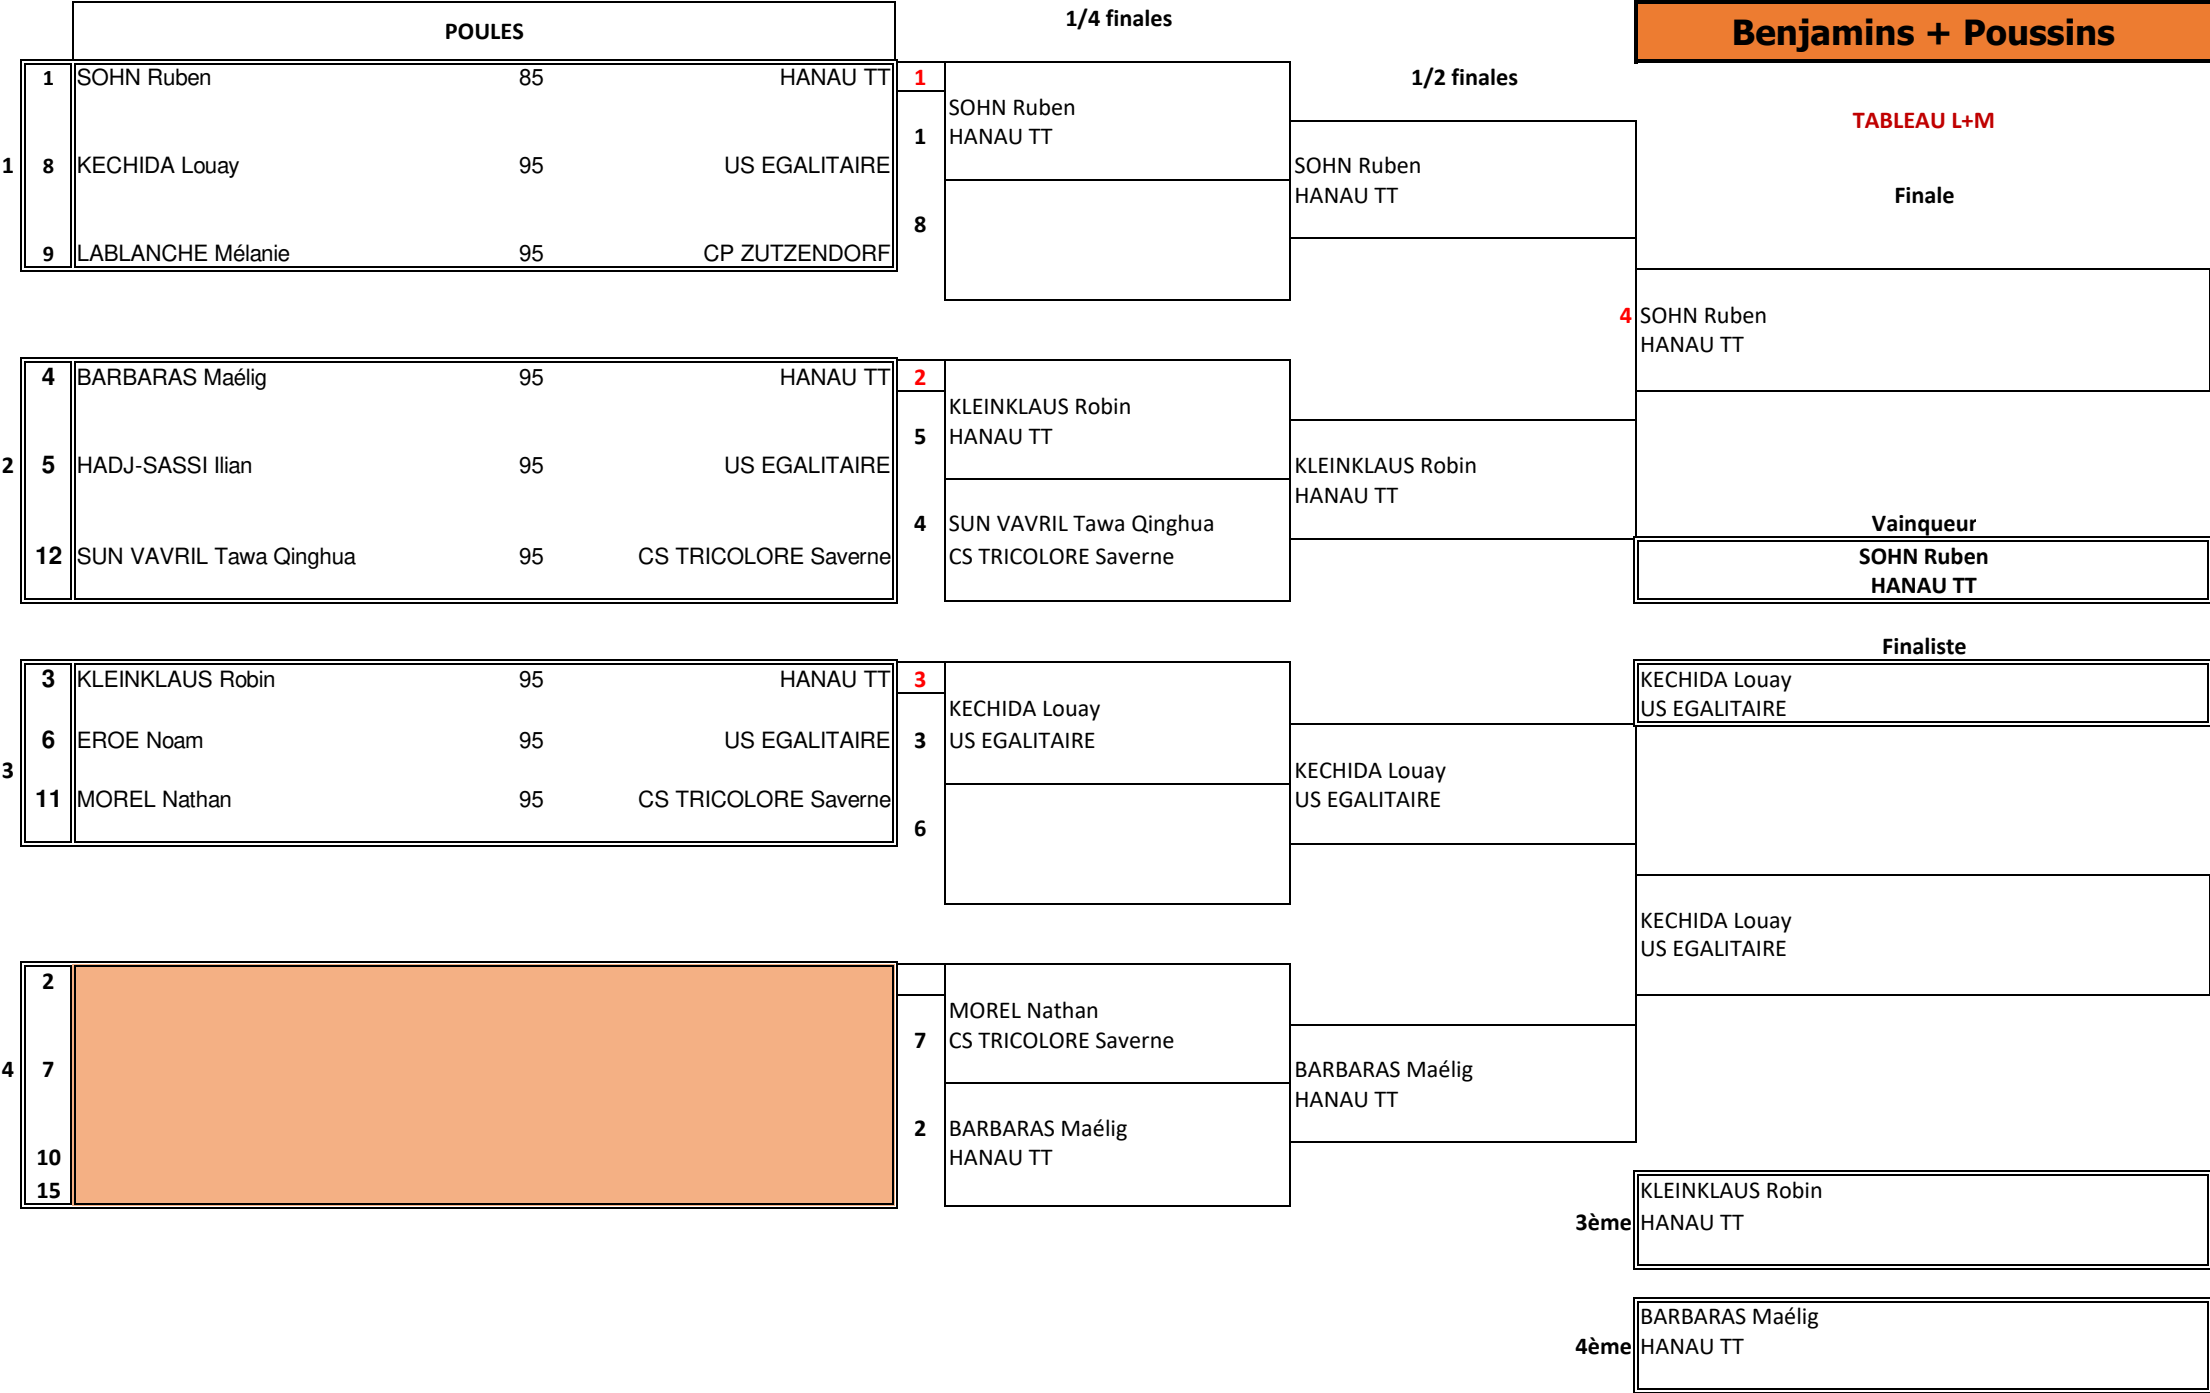 POULES
1/4 finales
Benjamins + Poussins
1 SOHN Ruben 85 HANAU TT 1
1/2 finales
SOHN Ruben
1 HANAU TT
TABLEAU L+M
1 8 KECHIDA Louay 95 US EGALITAIRE
SOHN Ruben
HANAU TT
Finale
8
9 LABLANCHE Mélanie 95 CP ZUTZENDORF
4 SOHN Ruben
HANAU TT
4 BARBARAS Maélig 95 HANAU TT 2
KLEINKLAUS Robin
5 HANAU TT
2 5 HADJ-SASSI Ilian 95 US EGALITAIRE
KLEINKLAUS Robin
HANAU TT
4 SUN VAVRIL Tawa Qinghua
Vainqueur
12 SUN VAVRIL Tawa Qinghua 95 CS TRICOLORE Saverne
CS TRICOLORE Saverne
SOHN Ruben
HANAU TT
Finaliste
3 KLEINKLAUS Robin 95 HANAU TT 3
KECHIDA Louay
US EGALITAIRE
KECHIDA Louay
6 EROE Noam 95 US EGALITAIRE
3 US EGALITAIRE
3
KECHIDA Louay
US EGALITAIRE
11 MOREL Nathan 95 CS TRICOLORE Saverne
6
KECHIDA Louay
US EGALITAIRE
2
MOREL Nathan
7 CS TRICOLORE Saverne
4 7
BARBARAS Maélig
HANAU TT
2 BARBARAS Maélig
HANAU TT
10
15
KLEINKLAUS Robin
3ème HANAU TT
BARBARAS Maélig
4ème HANAU TT